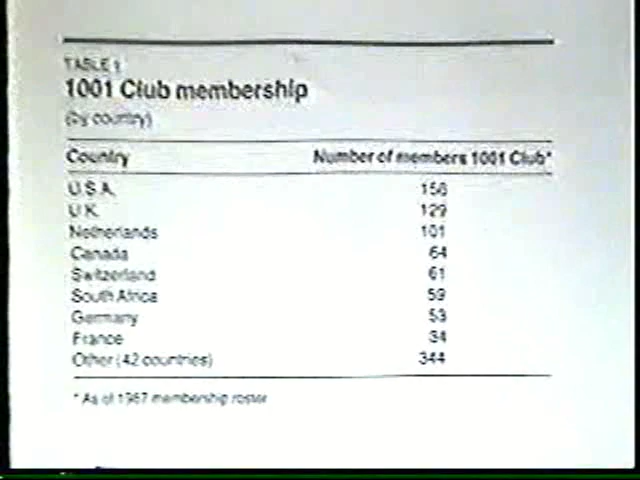 TABLE 1
1001 Club membership
(by country)
Country Number of members 1001 Club*
U.S.A. 156
U.K. 129
Netherlands 101
Canada 64
Switzerland 61
South Africa 59
Germany 53
France 34
Other (42 countries) 344
* As of 1987 membership roster